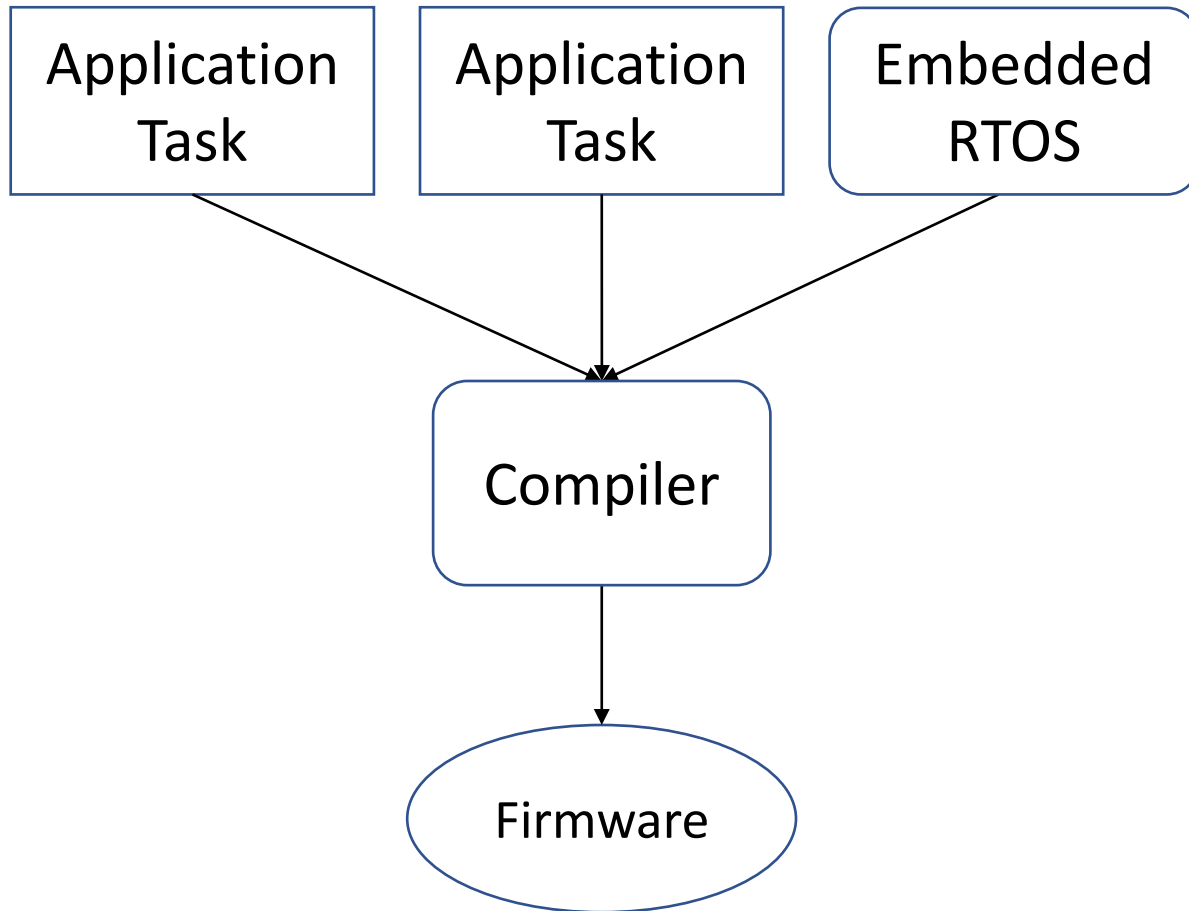 Application
Task
Application
Task
Embedded
RTOS
Compiler
Firmware